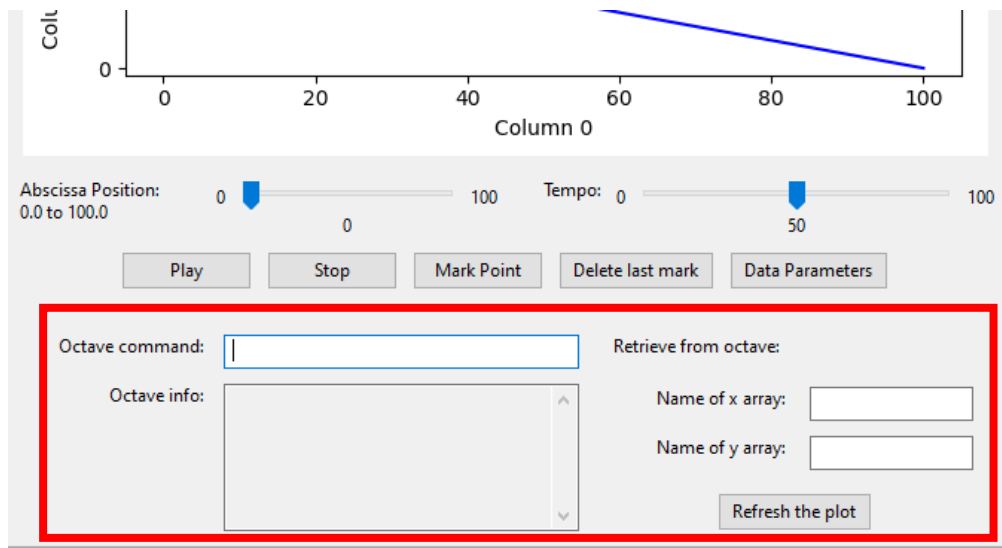 Colu
0
0 20 40 60 80 100
Column 0
Abscissa Position: 0 100 Tempo: 0 100
0.0 to 100.0
0 50
Play Stop Mark Point Delete last mark Data Parameters
Octave command: Retrieve from octave:
Octave info: Name of x array:
Name of y array:
Refresh the plot